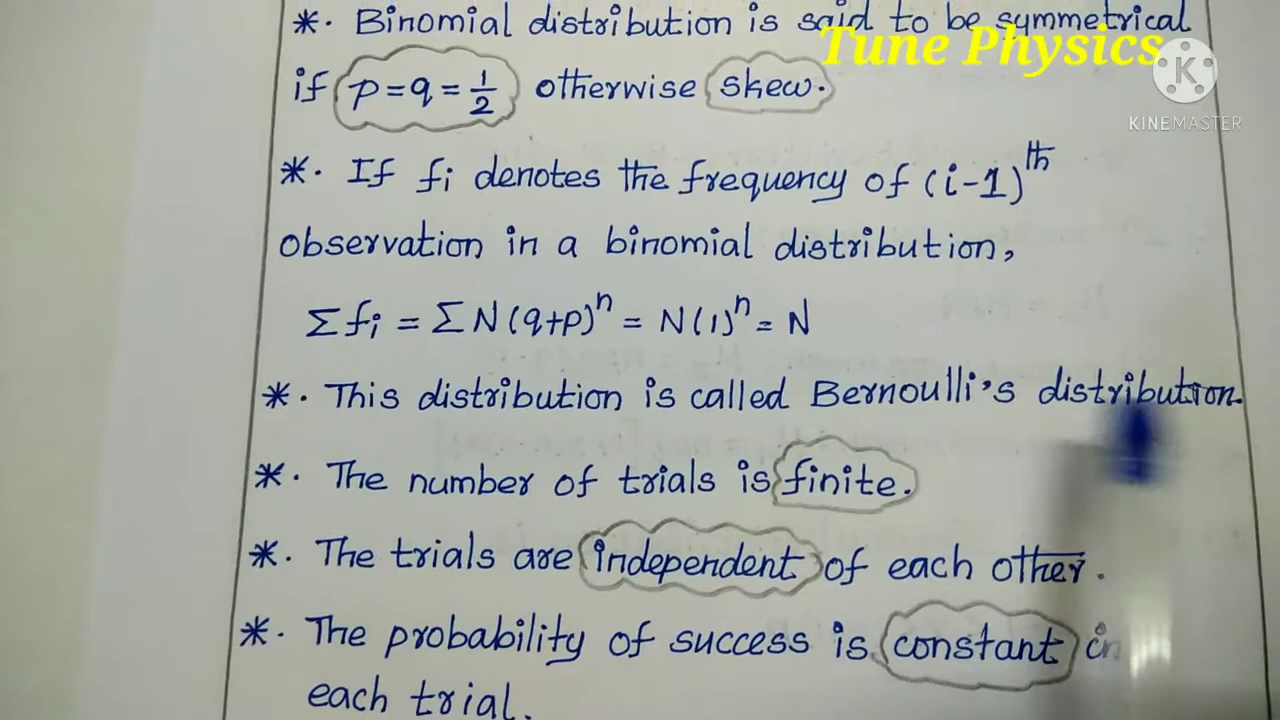 *. Binomial distribution is said to be symmetrical
Tune Physics
if p=q=1/2 otherwise skew.
K
KINEMASTER
*. If fi denotes the frequency of (i-1)th
observation in a binomial distribution,
Σfi = ΣN(q+p)^n = N(1)^n = N
*. This distribution is called Bernoulli's distribution.
*. The number of trials is finite.
*. The trials are independent of each other.
*. The probability of success is constant in
each trial.